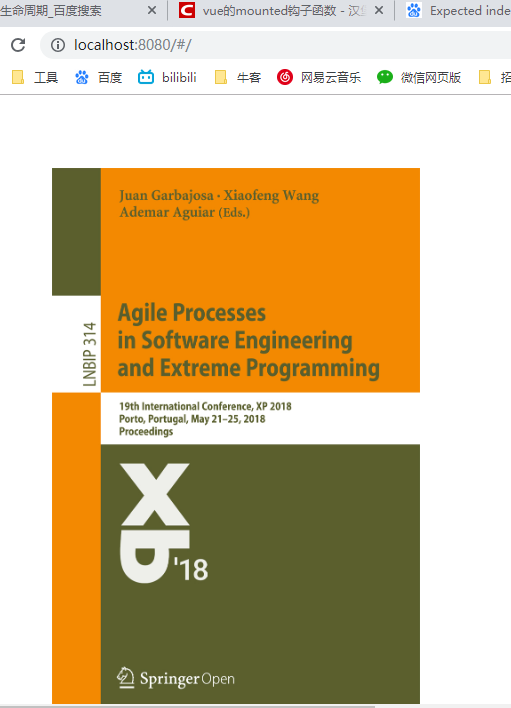 生命周期_百度搜索
vue的mounted钩子函数 - 汉
Expected inde
localhost:8080/#/
工具 百度 bilibili 牛客 网易云音乐 微信网页版 招
Juan Garbajosa · Xiaofeng Wang
Ademar Aguiar (Eds.)
LNBIP 314
Agile Processes
in Software Engineering
and Extreme Programming
19th International Conference, XP 2018
Porto, Portugal, May 21–25, 2018
Proceedings
XP
'18
Springer Open